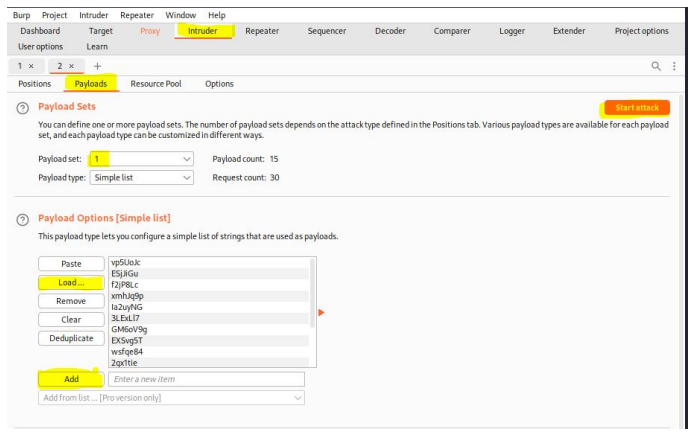 Burp Project Intruder Repeater Window Help
Dashboard Target Proxy Intruder Repeater Sequencer Decoder Comparer Logger Extender Project options
User options Learn
1 × 2 × +
Positions Payloads Resource Pool Options
? Payload Sets Start attack
You can define one or more payload sets. The number of payload sets depends on the attack type defined in the Positions tab. Various payload types are available for each payload
set, and each payload type can be customized in different ways.
Payload set: 1 Payload count: 15
Payload type: Simple list Request count: 30
? Payload Options [Simple list]
This payload type lets you configure a simple list of strings that are used as payloads.
Paste vp5UoJc
ESjJiGu
Load ... f2jP8Lc
xmhJq9p
Remove Ia2uyNG
Clear 3LExLl7
GM6oV9g
Deduplicate EXSvg5T
wsfqe84
2qx1tie
Add Enter a new item
Add from list ... [Pro version only]